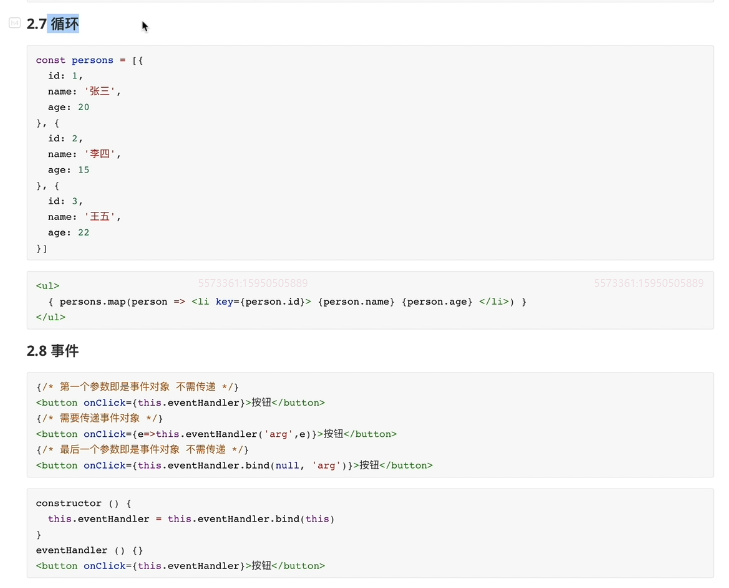 2.7 循环
const persons = [{
  id: 1,
  name: '张三',
  age: 20
}, {
  id: 2,
  name: '李四',
  age: 15
}, {
  id: 3,
  name: '王五',
  age: 22
}]
5573361:15950505889 5573361:15950505889
<ul>
  { persons.map(person => <li key={person.id}> {person.name} {person.age} </li>) }
</ul>
2.8 事件
{/* 第一个参数即是事件对象 不需传递 */}
<button onClick={this.eventHandler}>按钮</button>
{/* 需要传递事件对象 */}
<button onClick={e=>this.eventHandler('arg',e)}>按钮</button>
{/* 最后一个参数即是事件对象 不需传递 */}
<button onClick={this.eventHandler.bind(null, 'arg')}>按钮</button>
constructor () {
  this.eventHandler = this.eventHandler.bind(this)
}
eventHandler () {}
<button onClick={this.eventHandler}>按钮</button>